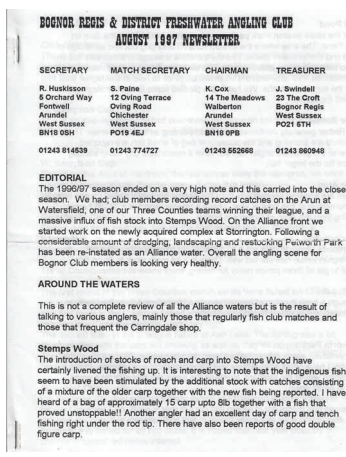 BOGNOR REGIS & DISTRICT FRESHWATER ANGLING CLUB
AUGUST 1997 NEWSLETTER
SECRETARY MATCH SECRETARY CHAIRMAN TREASURER
R. Huskisson S. Paine K. Cox J. Swindell
5 Orchard Way 12 Oving Terrace 14 The Meadows 23 The Croft
Fontwell Oving Road Walberton Bognor Regis
Arundel Chichester Arundel West Sussex
West Sussex West Sussex West Sussex PO21 5TH
BN18 0SH PO19 4EJ BN18 0PB
01243 814539 01243 774727 01243 552668 01243 860948
EDITORIAL
The 1996/97 season ended on a very high note and this carried into the close
season. We had; club members recording record catches on the Arun at
Watersfield, one of our Three Counties teams winning their league, and a
massive influx of fish stock into Stemps Wood. On the Alliance front we
started work on the newly acquired complex at Storrington. Following a
considerable amount of dredging, landscaping and restocking Petworth Park
has been re-instated as an Alliance water. Overall the angling scene for
Bognor Club members is looking very healthy.
AROUND THE WATERS
This is not a complete review of all the Alliance waters but is the result of
talking to various anglers, mainly those that regularly fish club matches and
those that frequent the Carringdale shop.
Stemps Wood
The introduction of stocks of roach and carp into Stemps Wood have
certainly livened the fishing up. It is interesting to note that the indigenous fish
seem to have been stimulated by the additional stock with catches consisting
of a mixture of the older carp together with the new fish being reported. I have
heard of a bag of approximately 15 carp upto 8lb together with a fish that
proved unstoppable!! Another angler had an excellent day of carp and tench
fishing right under the rod tip. There have also been reports of good double
figure carp.